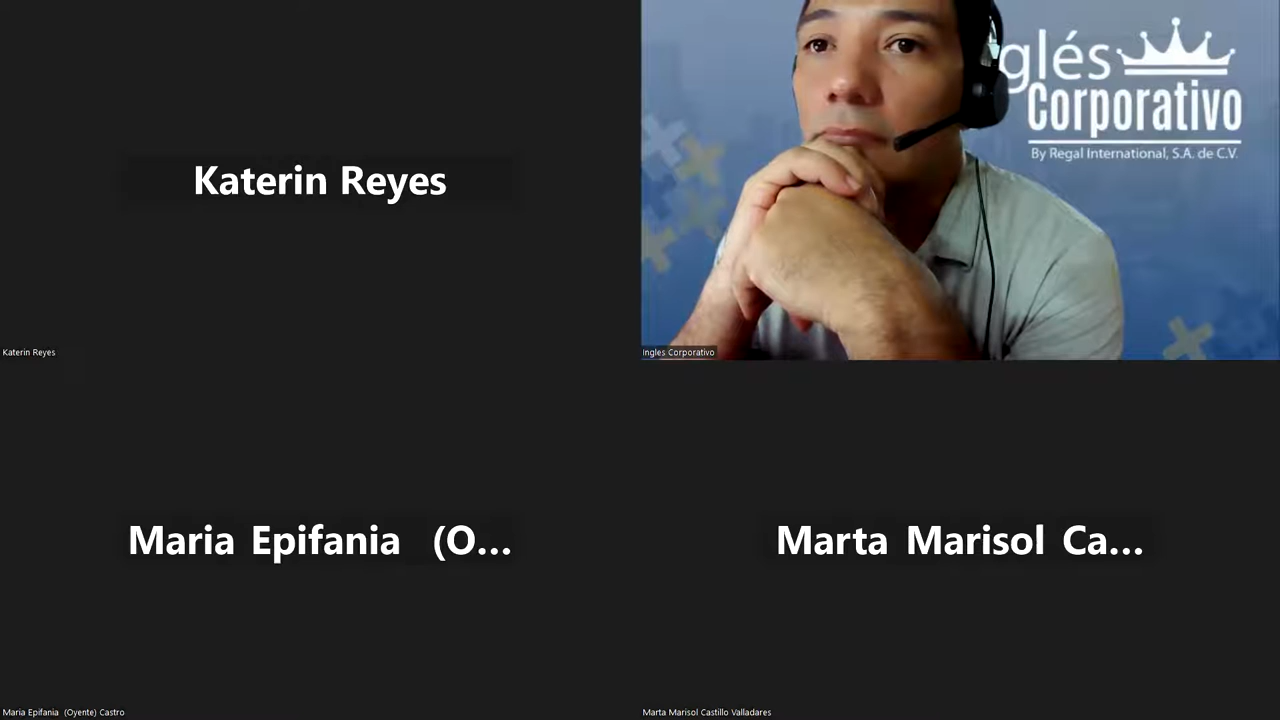 Katerin Reyes
Katerin Reyes
glés
Corporativo
By Regal International, S.A. de C.V.
Ingles Corporativo
Maria Epifania (O...
Maria Epifania (Oyente) Castro
Marta Marisol Ca...
Marta Marisol Castillo Valladares